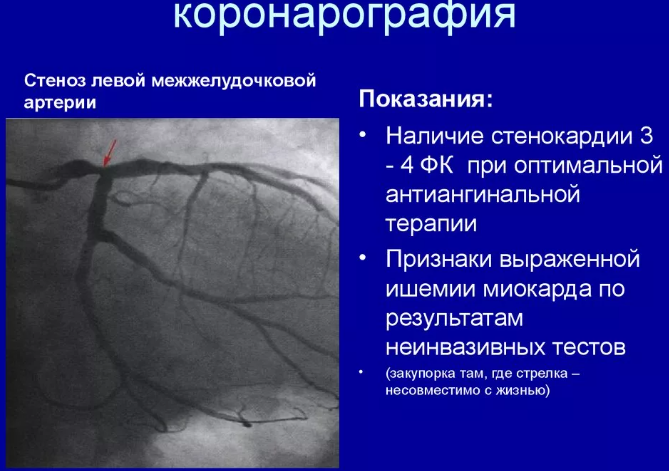 коронарография
Стеноз левой межжелудочковой
артерии
Показания:
• Наличие стенокардии 3
- 4 ФК при оптимальной
антиангинальной
терапии
• Признаки выраженной
ишемии миокарда по
результатам
неинвазивных тестов
• (закупорка там, где стрелка –
несовместимо с жизнью)